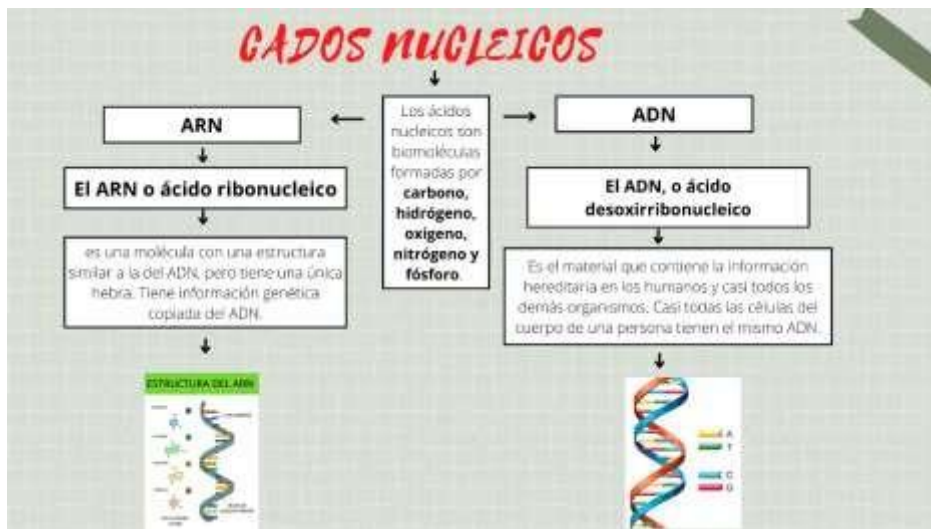 CADOS NUCLEICOS
ARN
El ARN o ácido ribonucleico
es una molécula con una estructura
similar a la del ADN, pero tiene una única
hebra. Tiene información genética
copiada del ADN.
ESTRUCTURA DEL ARN
Los ácidos
nucleicos son
biomoléculas
formadas por
carbono,
hidrógeno,
oxígeno,
nitrógeno y
fósforo.
ADN
El ADN, o ácido
desoxirribonucleico
Es el material que contiene la información
hereditaria en los humanos y casi todos los
demás organismos. Casi todas las células del
cuerpo de una persona tienen el mismo ADN.
A
T
C
G